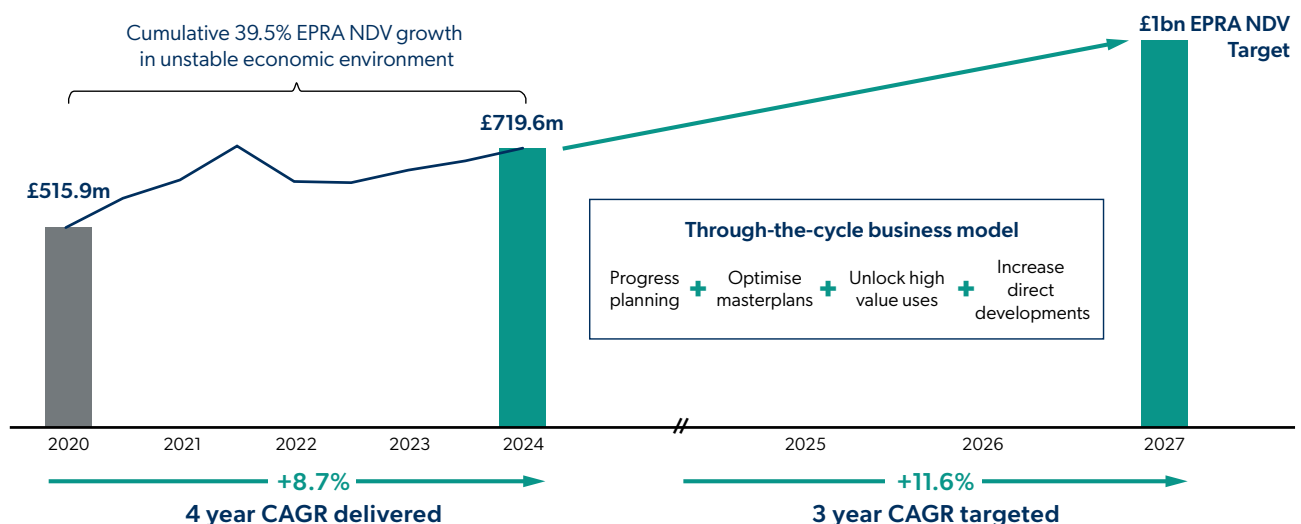 Cumulative 39.5% EPRA NDV growth
in unstable economic environment
£1bn EPRA NDV
Target
£719.6m
£515.9m
Through-the-cycle business model
Progress
planning
+
Optimise
masterplans
+
Unlock high
value uses
+
Increase
direct
developments
2020
2021
2022
2023
2024
2025
2026
2027
+8.7%
4 year CAGR delivered
+11.6%
3 year CAGR targeted